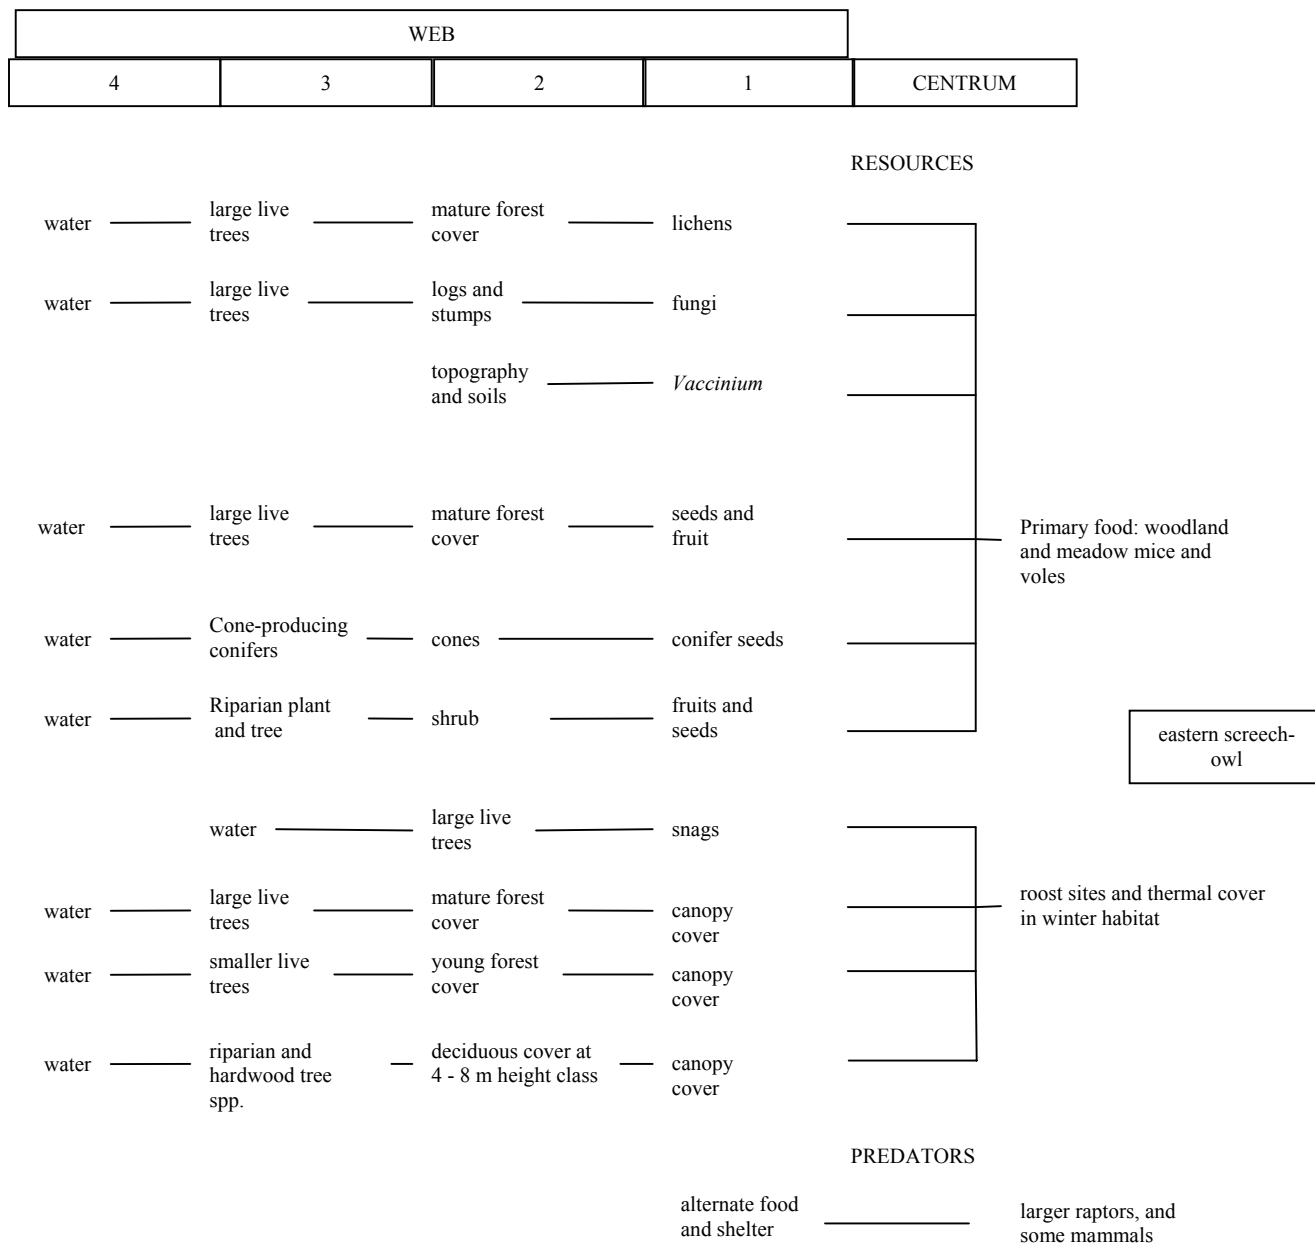 WEB
4 3 2 1 CENTRUM
RESOURCES
water large live trees mature forest cover lichens
water large live trees logs and stumps fungi
topography and soils Vaccinium
water large live trees mature forest cover seeds and fruit
Primary food: woodland and meadow mice and voles
water Cone-producing conifers cones conifer seeds
water Riparian plant and tree shrub fruits and seeds
eastern screech-owl
water large live trees snags
water large live trees mature forest cover canopy cover
roost sites and thermal cover in winter habitat
water smaller live trees young forest cover canopy cover
water riparian and hardwood tree spp. deciduous cover at 4 - 8 m height class canopy cover
PREDATORS
alternate food and shelter larger raptors, and some mammals